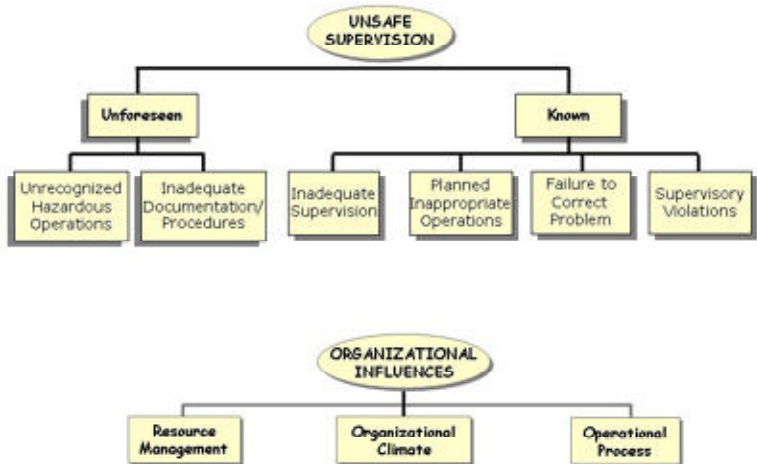 UNSAFE
SUPERVISION
Unforeseen
Known
Unrecognized
Hazardous
Operations
Inadequate
Documentation/
Procedures
Inadequate
Supervision
Planned
Inappropriate
Operations
Failure to
Correct
Problem
Supervisory
Violations
ORGANIZATIONAL
INFLUENCES
Resource
Management
Organizational
Climate
Operational
Process